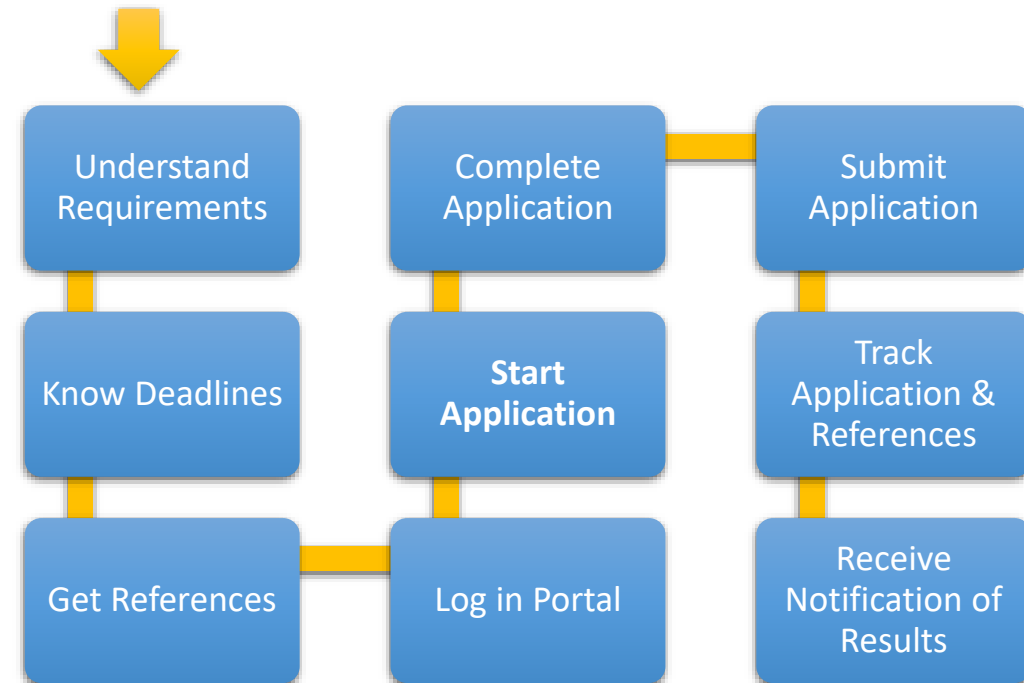 Understand
Requirements
Know Deadlines
Get References
Log in Portal
Start
Application
Complete
Application
Submit
Application
Track
Application &
References
Receive
Notification of
Results